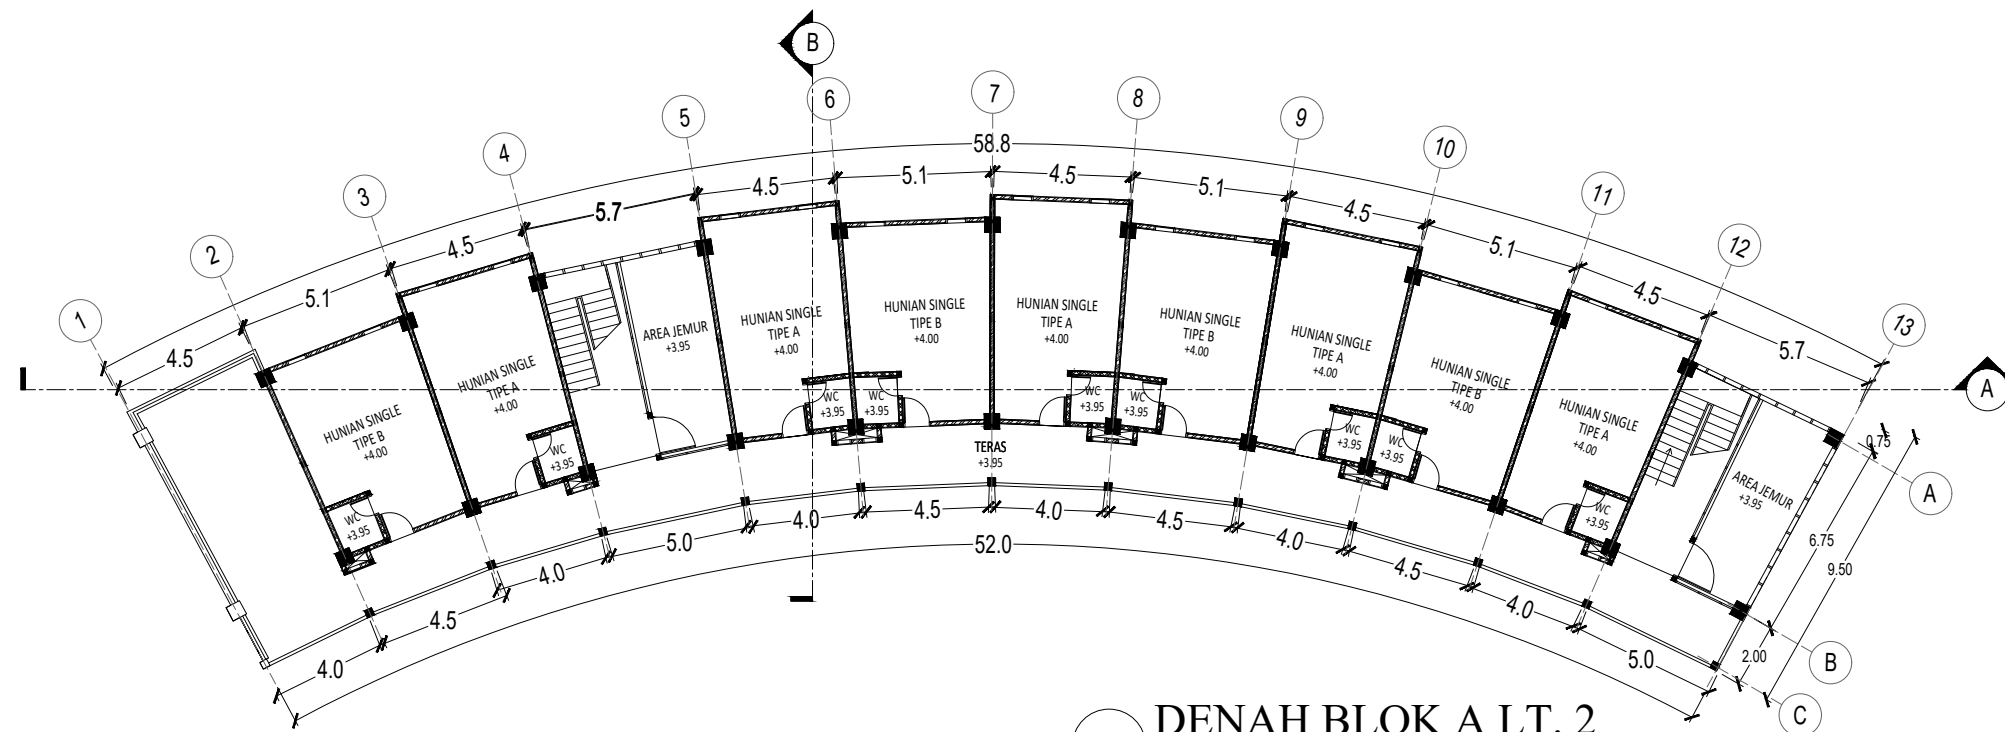 B
1
2
3
4
5
6
7
8
9
10
11
12
13
58.8
4.5
5.1
4.5
5.7
4.5
5.1
4.5
5.1
4.5
5.1
4.5
5.7
HUNIAN SINGLE
TIPE B
+4.00
WC
+3.95
HUNIAN SINGLE
TIPE A
+4.00
WC
+3.95
AREA JEMUR
+3.95
HUNIAN SINGLE
TIPE A
+4.00
WC
+3.95
HUNIAN SINGLE
TIPE B
+4.00
WC
+3.95
HUNIAN SINGLE
TIPE A
+4.00
WC
+3.95
HUNIAN SINGLE
TIPE B
+4.00
WC
+3.95
HUNIAN SINGLE
TIPE A
+4.00
WC
+3.95
HUNIAN SINGLE
TIPE B
+4.00
WC
+3.95
HUNIAN SINGLE
TIPE A
+4.00
WC
+3.95
AREA JEMUR
+3.95
TERAS
+3.95
A
0.75
6.75
9.50
2.00
A
B
C
4.0
4.5
4.0
5.0
4.0
4.5
4.0
4.5
4.0
4.5
4.0
5.0
52.0
DENAH BLOK A LT. 2